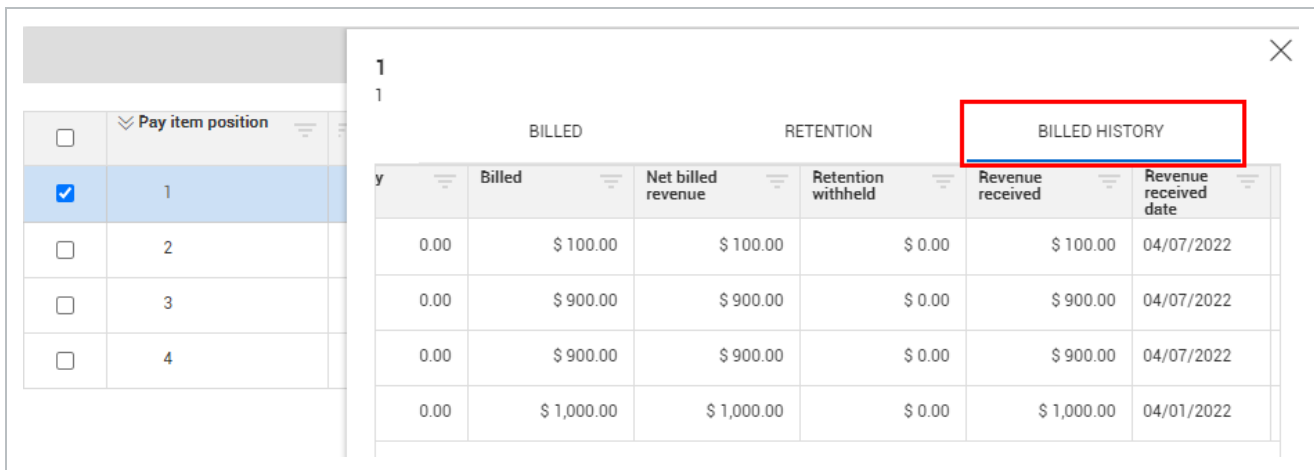 1
1
BILLED RETENTION BILLED HISTORY
Pay item position
1
2
3
4
y Billed Net billed revenue Retention withheld Revenue received Revenue received date
0.00 $ 100.00 $ 100.00 $ 0.00 $ 100.00 04/07/2022
0.00 $ 900.00 $ 900.00 $ 0.00 $ 900.00 04/07/2022
0.00 $ 900.00 $ 900.00 $ 0.00 $ 900.00 04/07/2022
0.00 $ 1,000.00 $ 1,000.00 $ 0.00 $ 1,000.00 04/01/2022